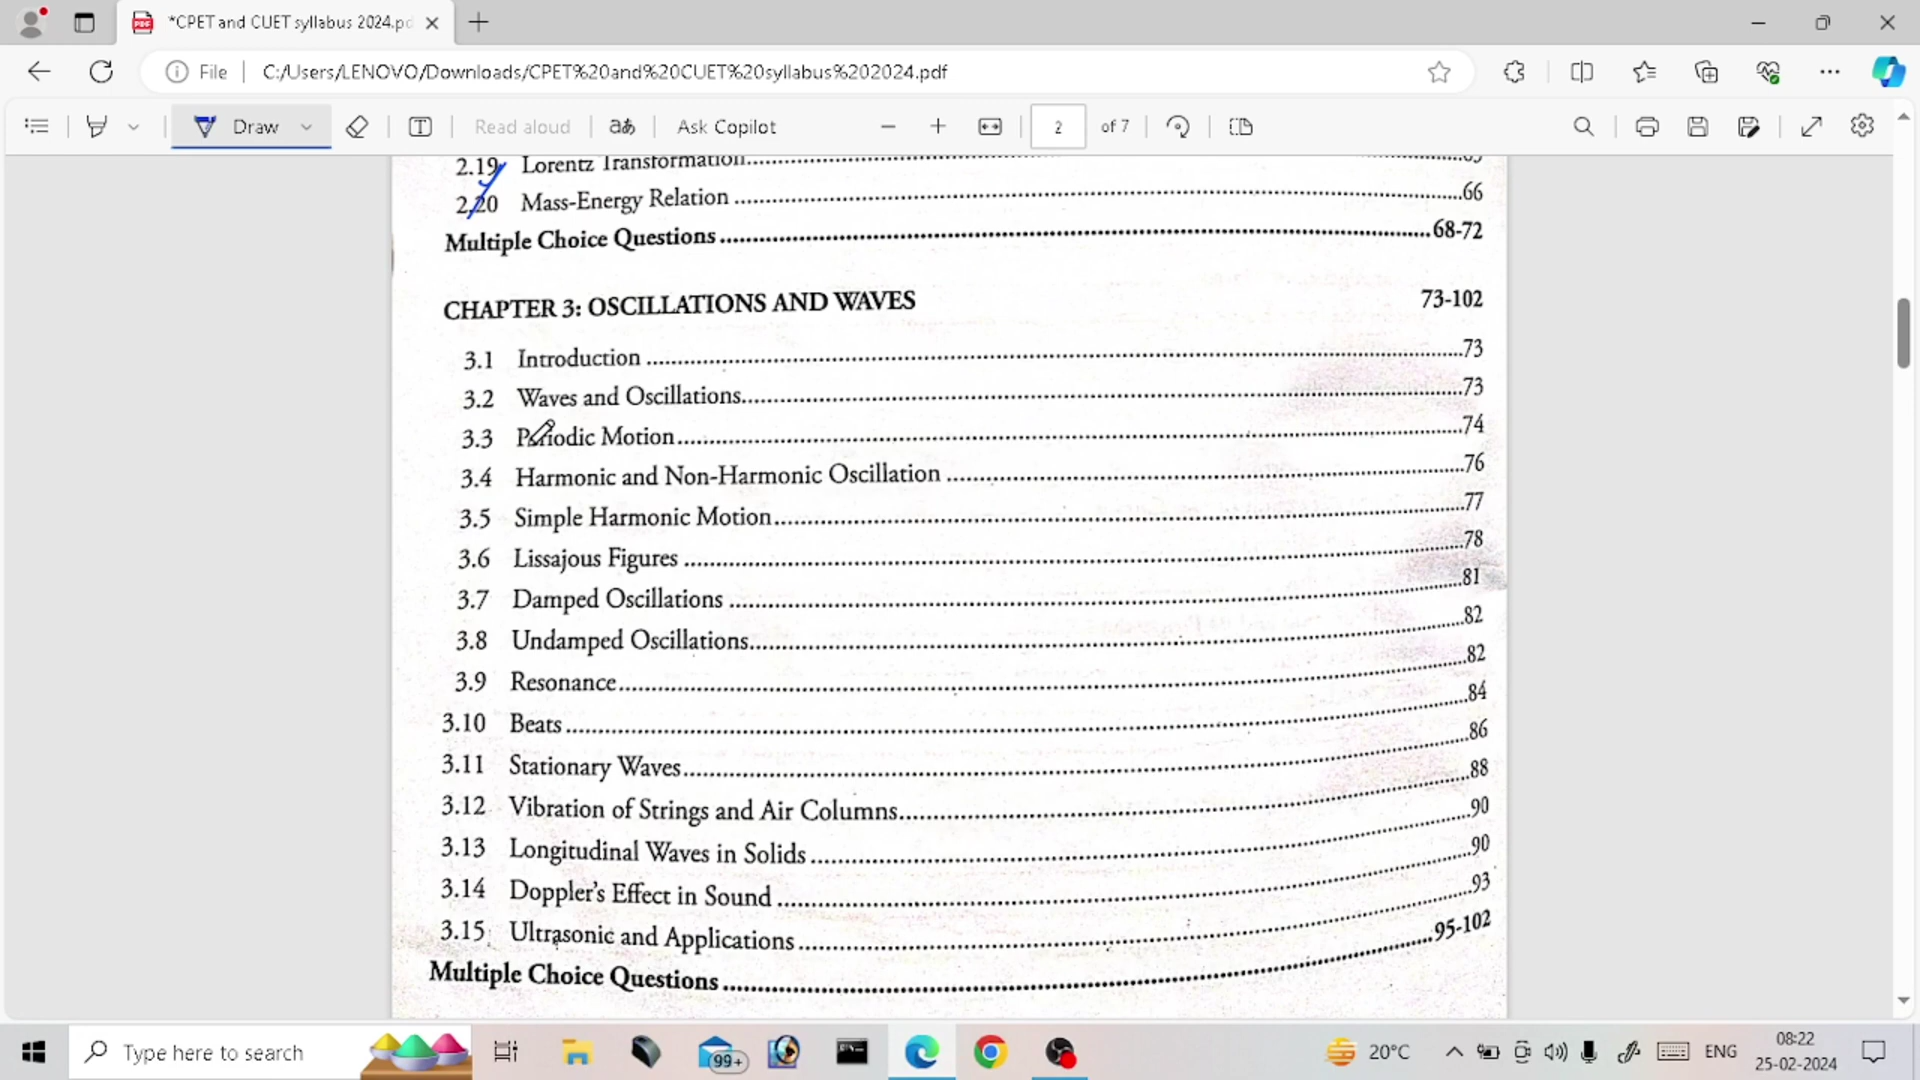 *CPET and CUET syllabus 2024.pd
File
C:/Users/LENOVO/Downloads/CPET%20and%20CUET%20syllabus%202024.pdf
Draw
Read aloud
Ask Copilot
2 of 7
2.19 Lorentz Transformation
2.20 Mass-Energy Relation 66
Multiple Choice Questions 68-72
CHAPTER 3: OSCILLATIONS AND WAVES 73-102
3.1 Introduction 73
3.2 Waves and Oscillations 73
3.3 Periodic Motion 74
3.4 Harmonic and Non-Harmonic Oscillation 76
3.5 Simple Harmonic Motion 77
3.6 Lissajous Figures 78
3.7 Damped Oscillations 81
3.8 Undamped Oscillations 82
3.9 Resonance 82
3.10 Beats 84
3.11 Stationary Waves 86
3.12 Vibration of Strings and Air Columns 88
3.13 Longitudinal Waves in Solids 90
3.14 Doppler's Effect in Sound 90
3.15 Ultrasonic and Applications 93
Multiple Choice Questions 95-102
Type here to search
99+
20°C
ENG
08:22
25-02-2024